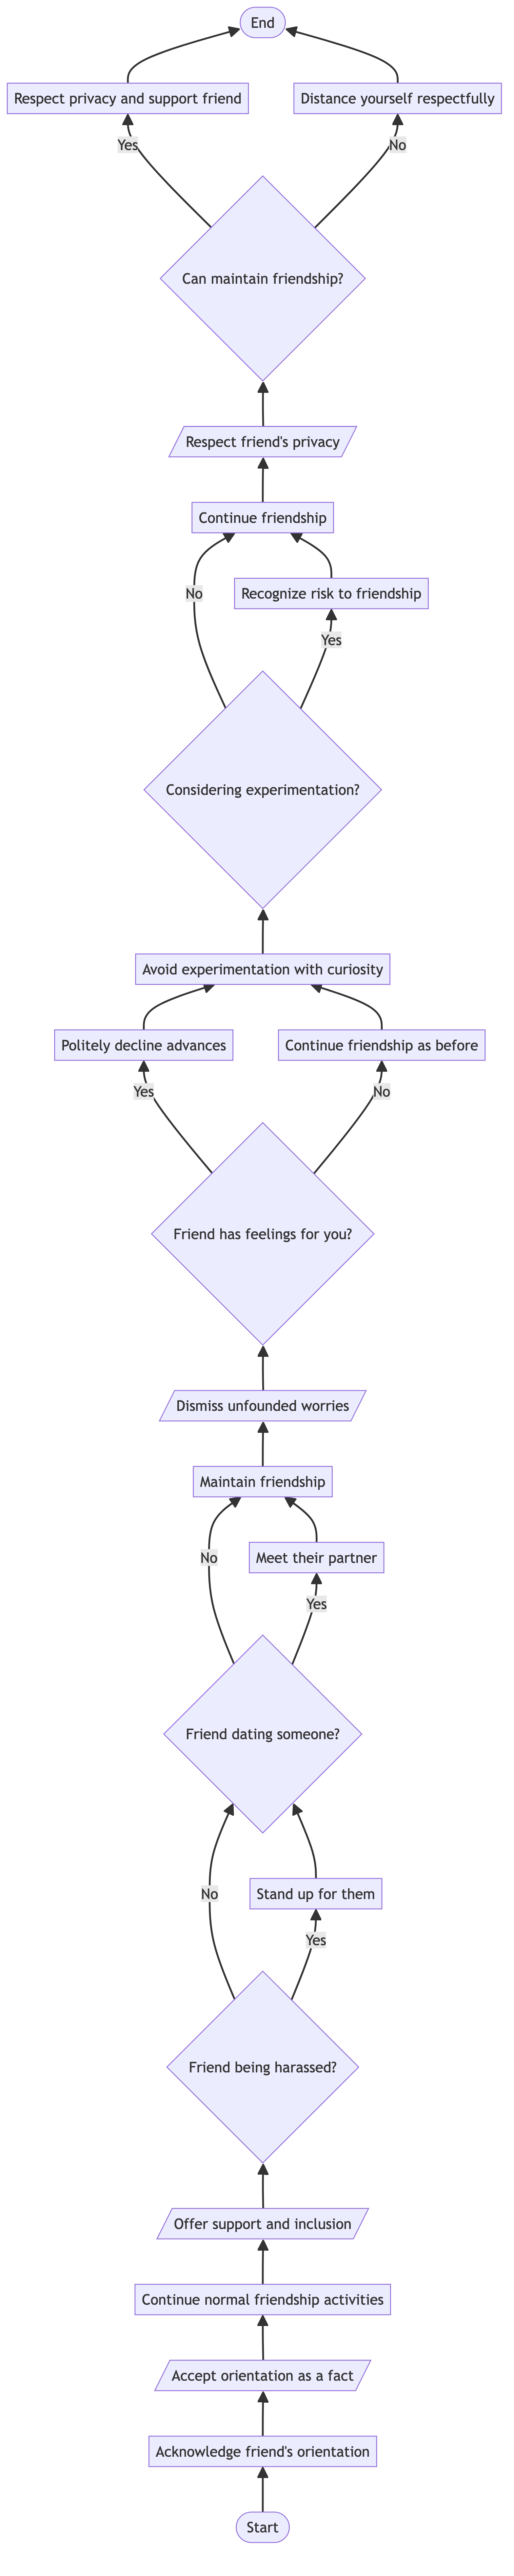 End
Respect privacy and support friend
Distance yourself respectfully
Yes
No
Can maintain friendship?
Respect friend's privacy
Continue friendship
No
Recognize risk to friendship
Yes
Considering experimentation?
Avoid experimentation with curiosity
Politely decline advances
Continue friendship as before
Yes
No
Friend has feelings for you?
Dismiss unfounded worries
Maintain friendship
No
Meet their partner
Yes
Friend dating someone?
No
Stand up for them
Yes
Friend being harassed?
Offer support and inclusion
Continue normal friendship activities
Accept orientation as a fact
Acknowledge friend's orientation
Start